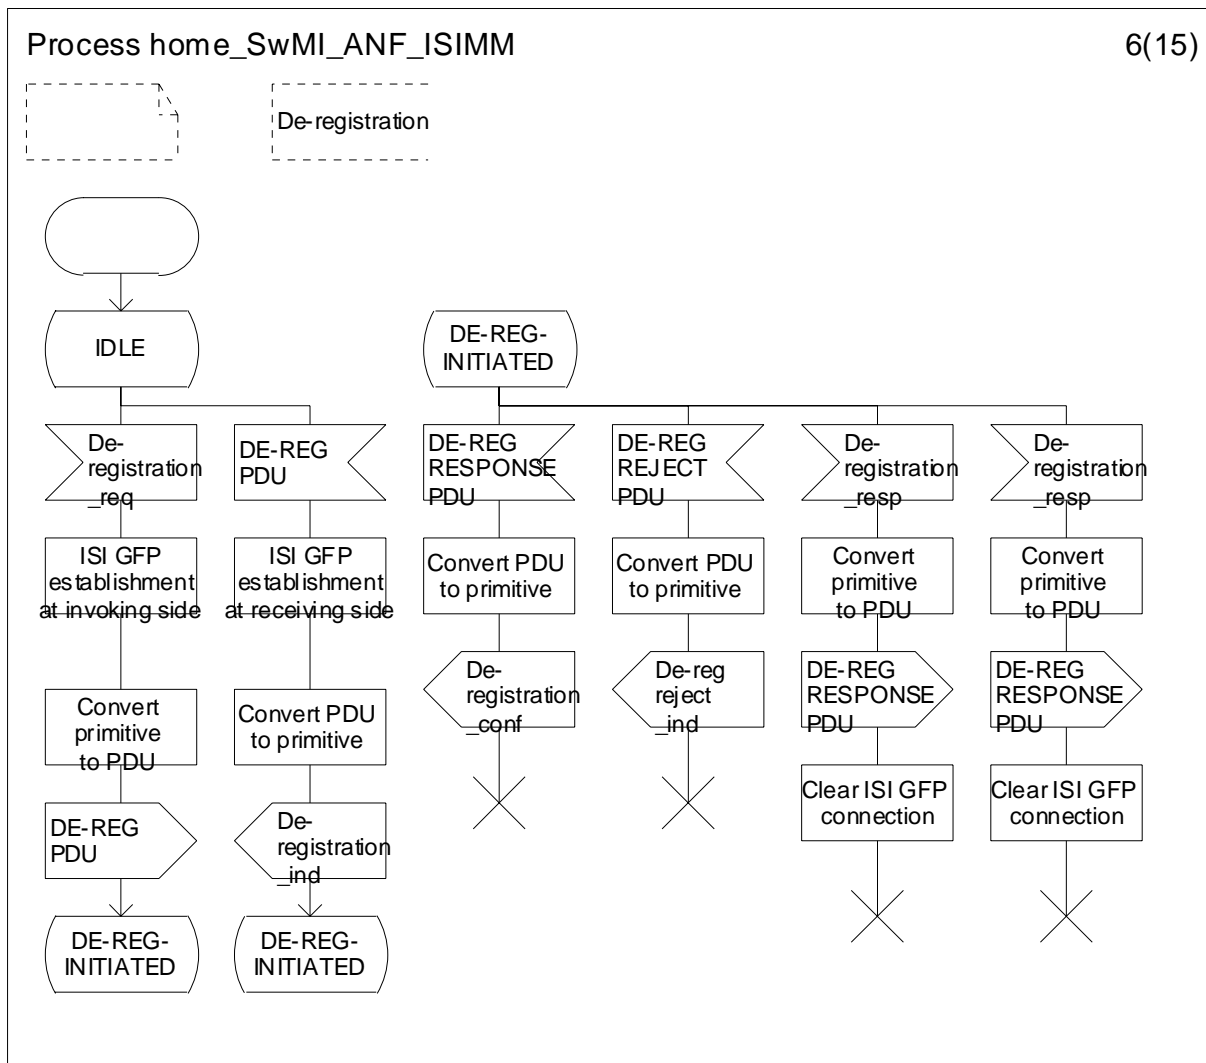 Process home_SwMI_ANF_ISIMM
6(15)
De-registration
IDLE
De-
registration
_req
ISI GFP
establishment
at invoking side
Convert
primitive
to PDU
DE-REG
PDU
DE-REG-
INITIATED
DE-REG
PDU
ISI GFP
establishment
at receiving side
Convert PDU
to primitive
De-
registration
_ind
DE-REG-
INITIATED
DE-REG-
INITIATED
DE-REG
RESPONSE
PDU
Convert PDU
to primitive
De-
registration
_conf
DE-REG
REJECT
PDU
Convert PDU
to primitive
De-reg
reject
_ind
De-
registration
_resp
Convert
primitive
to PDU
DE-REG
RESPONSE
PDU
Clear ISI GFP
connection
De-
registration
_resp
Convert
primitive
to PDU
DE-REG
RESPONSE
PDU
Clear ISI GFP
connection